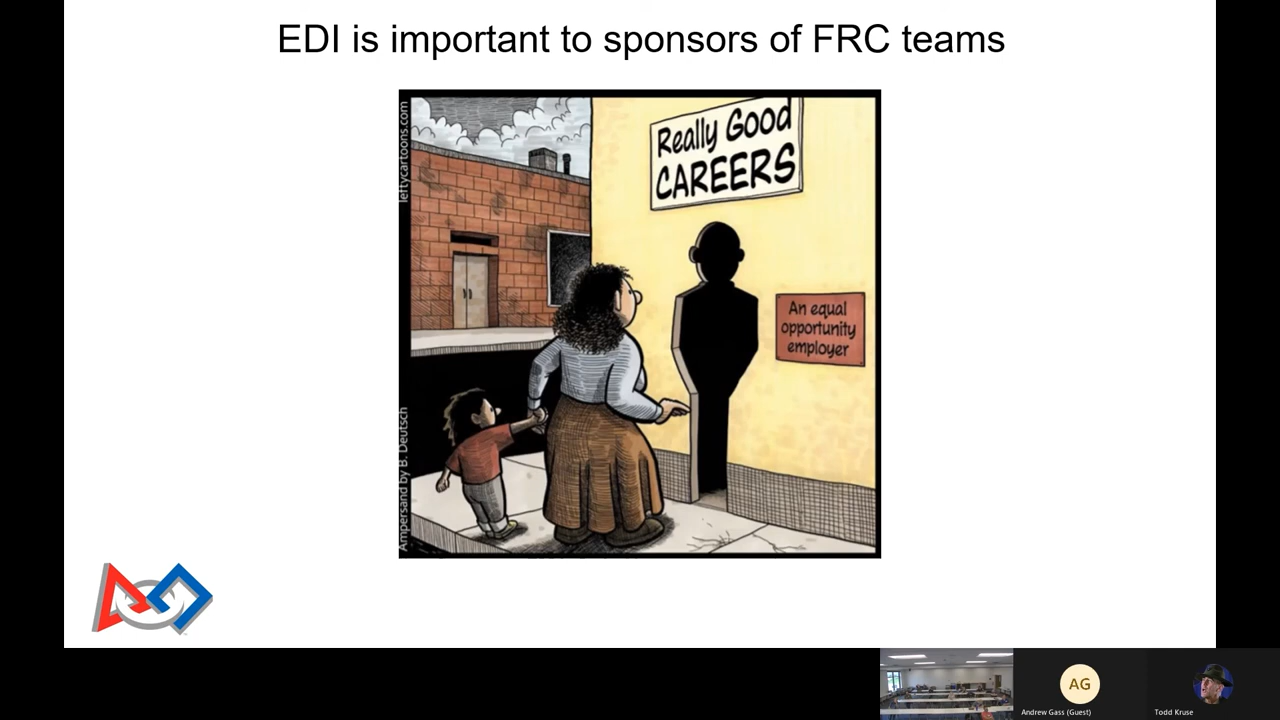 EDI is important to sponsors of FRC teams
leftycartoons.com
Really Good
CAREERS
An equal
opportunity
employer
Ampersand by B. Deutsch
AG
Andrew Gass (Guest)
Todd Kruse